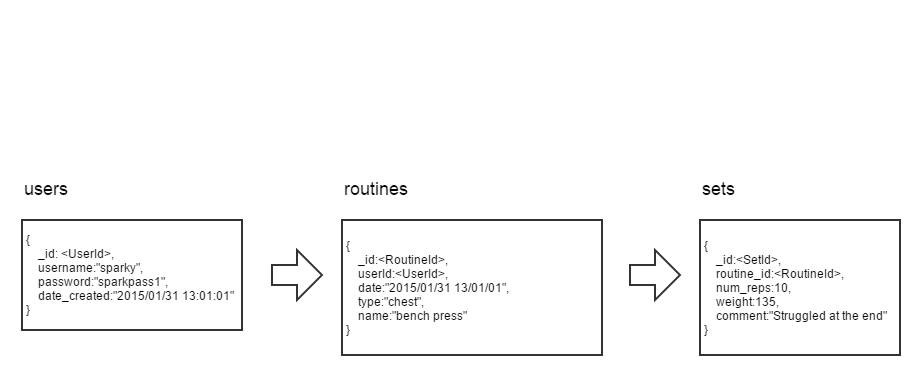 users
{
_id: <UserId>,
username:"sparky",
password:"sparkpass1",
date_created:"2015/01/31 13:01:01"
}
routines
{
_id:<RoutineId>,
userId:<UserId>,
date:"2015/01/31 13/01/01",
type:"chest",
name:"bench press"
}
sets
{
_id:<SetId>,
routine_id:<RoutineId>,
num_reps:10,
weight:135,
comment:"Struggled at the end"
}